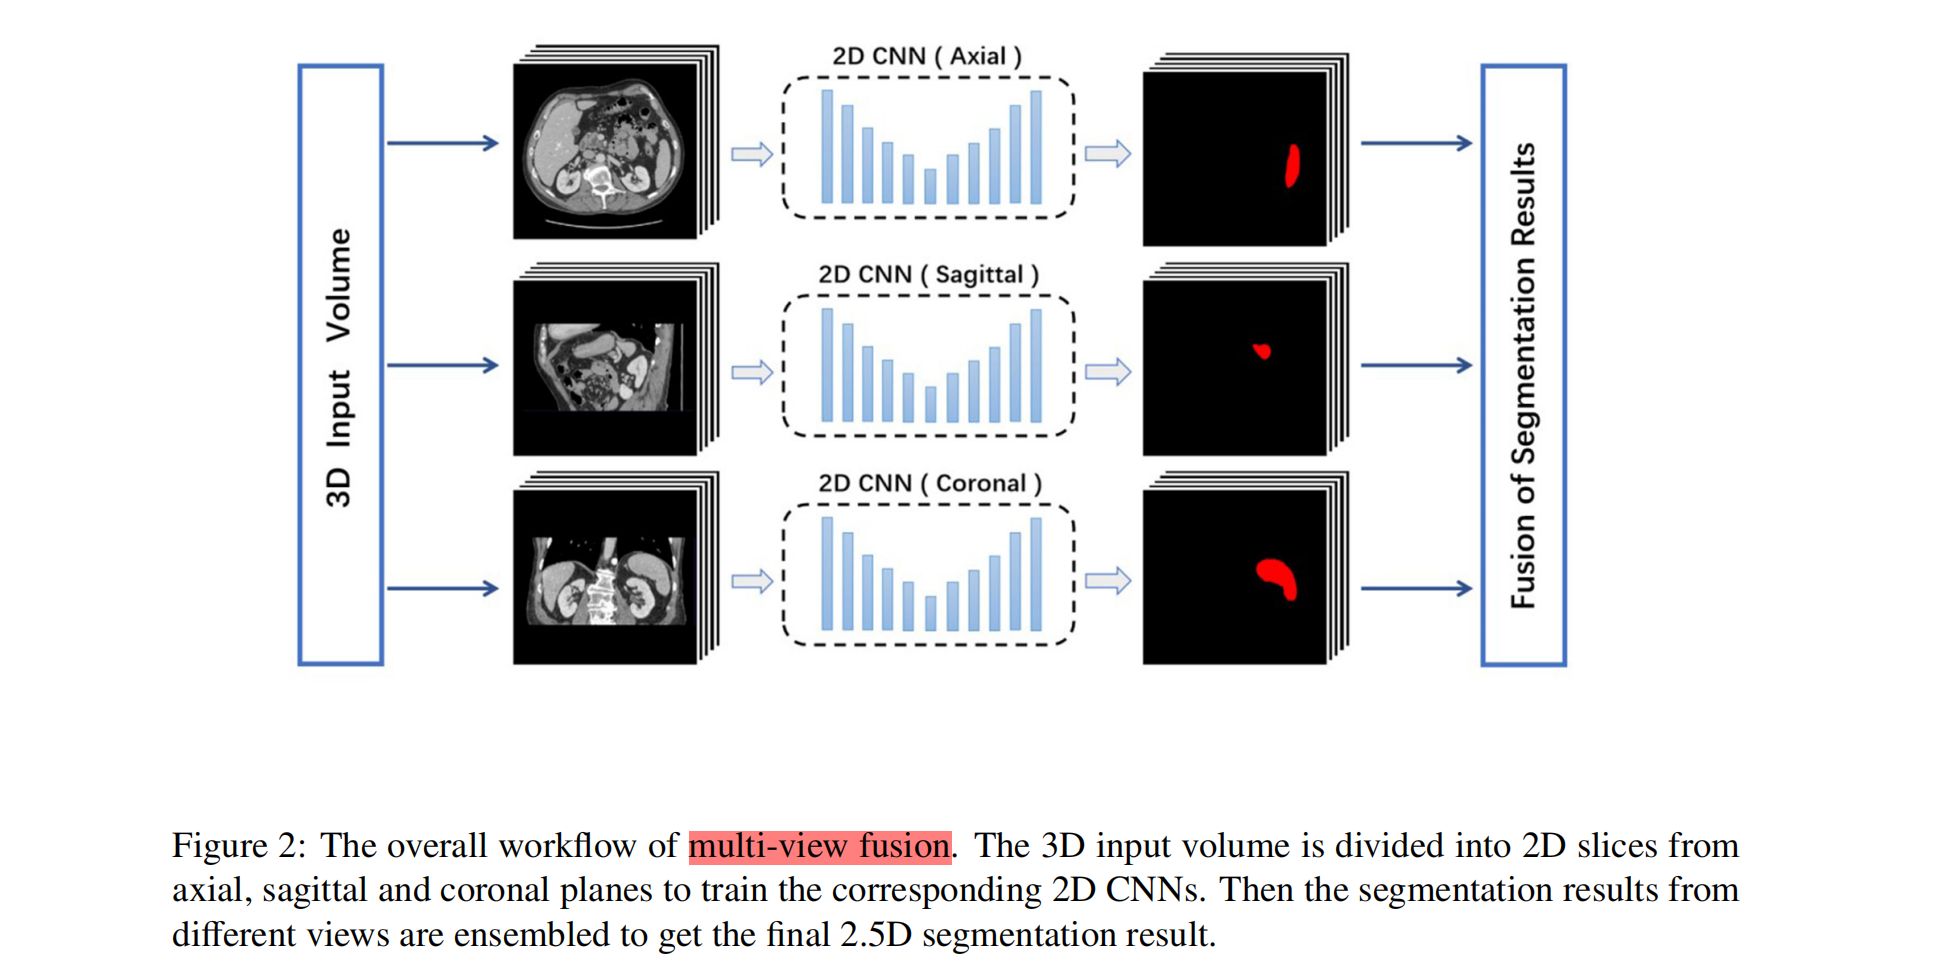 3D Input Volume
2D CNN ( Axial )
2D CNN ( Sagittal )
2D CNN ( Coronal )
Fusion of Segmentation Results
Figure 2: The overall workflow of multi-view fusion. The 3D input volume is divided into 2D slices from
axial, sagittal and coronal planes to train the corresponding 2D CNNs. Then the segmentation results from
different views are ensembled to get the final 2.5D segmentation result.